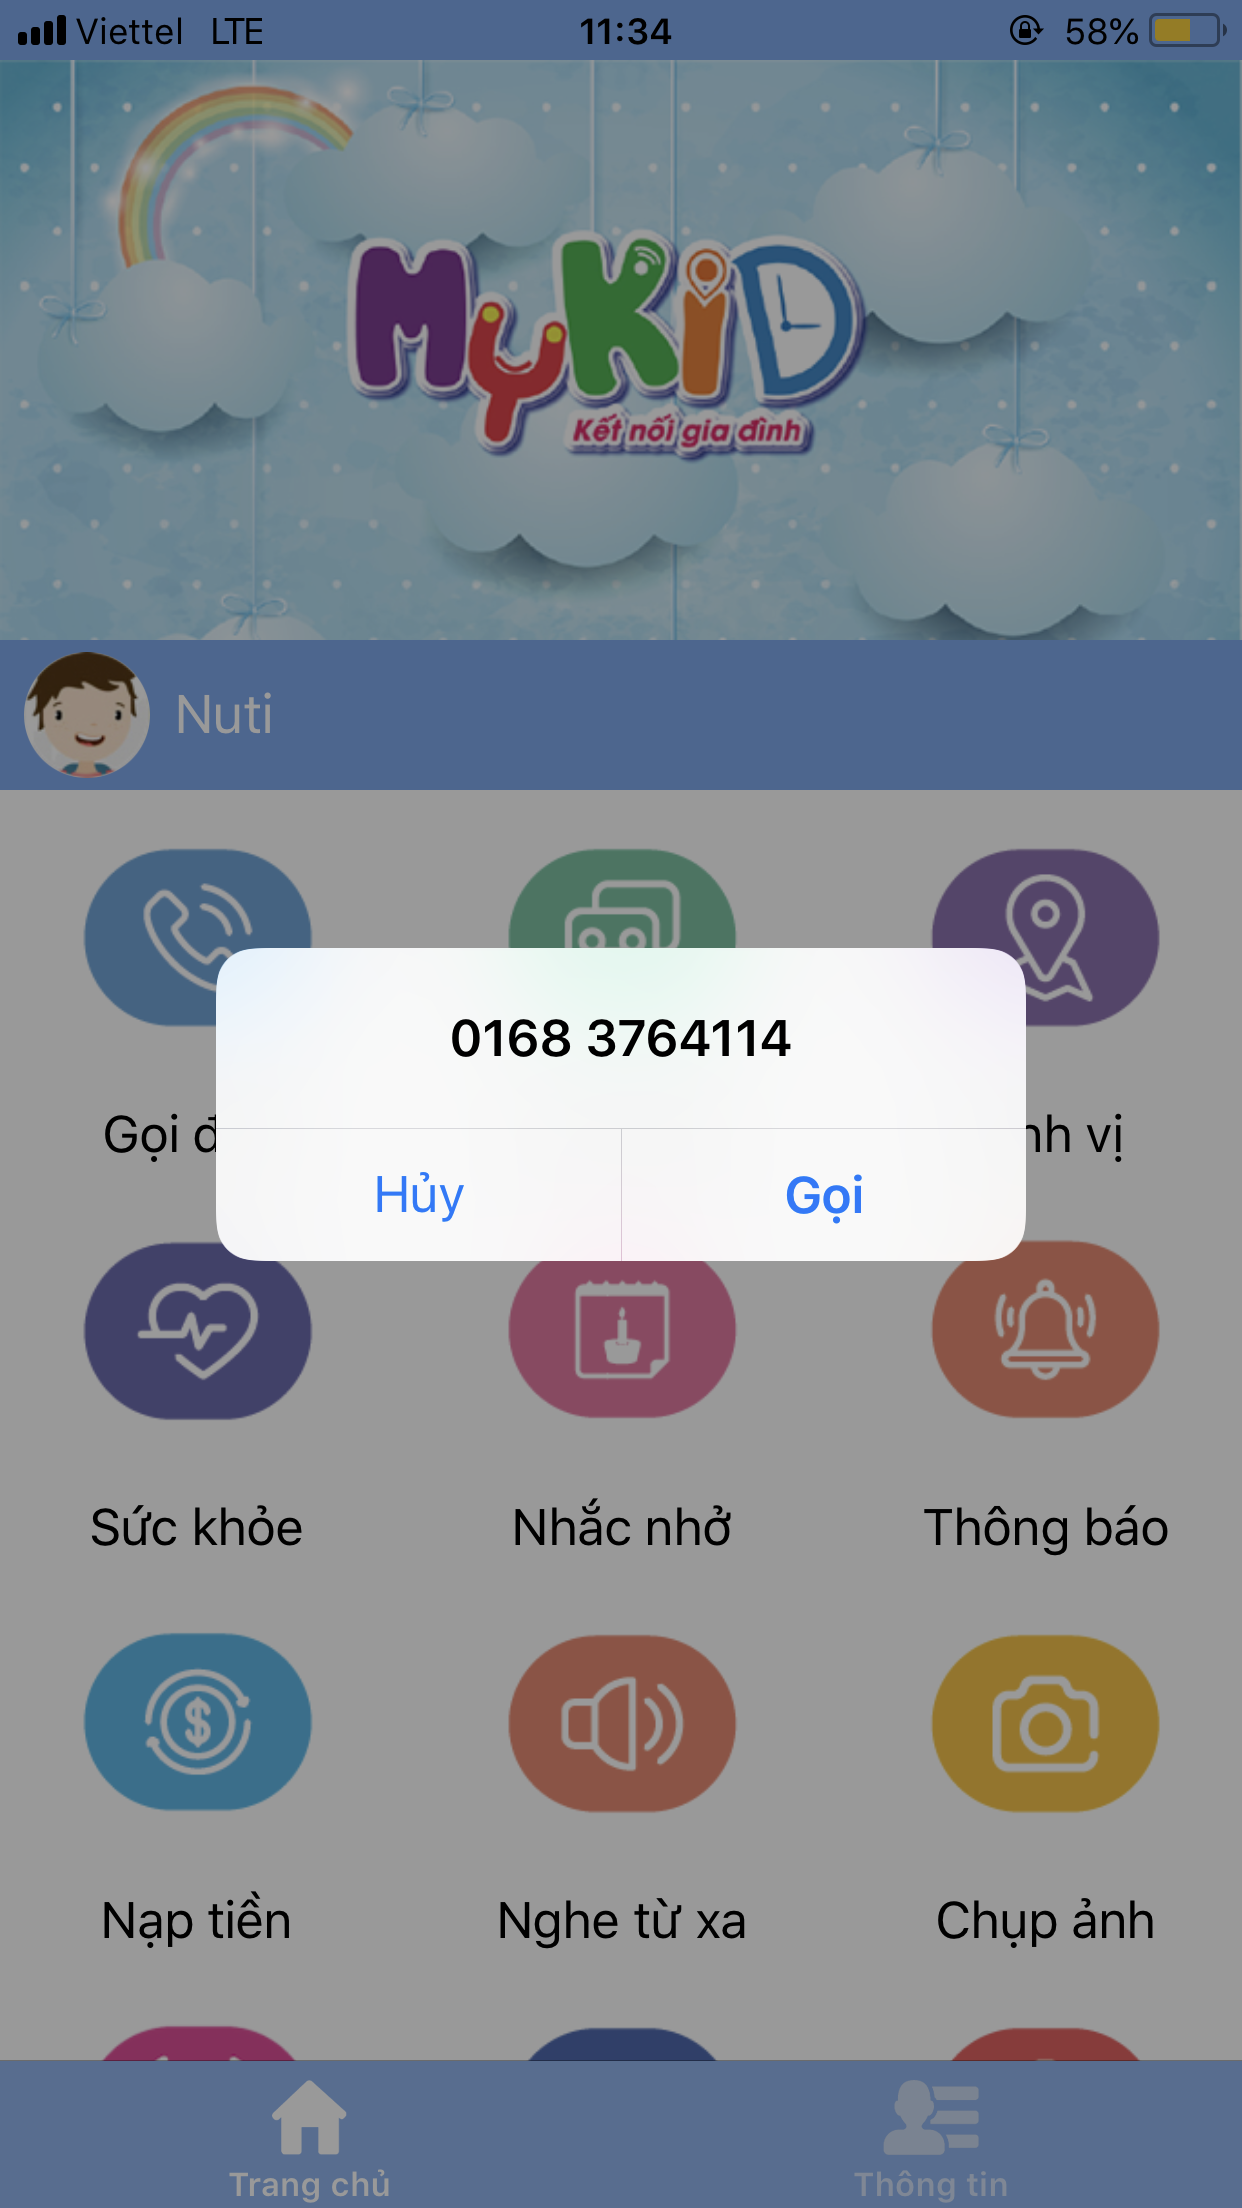 Viettel LTE 11:34 58%
MyKiD
Kết nối gia đình
Nuti
0168 3764114
Hủy Gọi
Gọi nh vị
Sức khỏe Nhắc nhở Thông báo
Nạp tiền Nghe từ xa Chụp ảnh
Trang chủ Thông tin